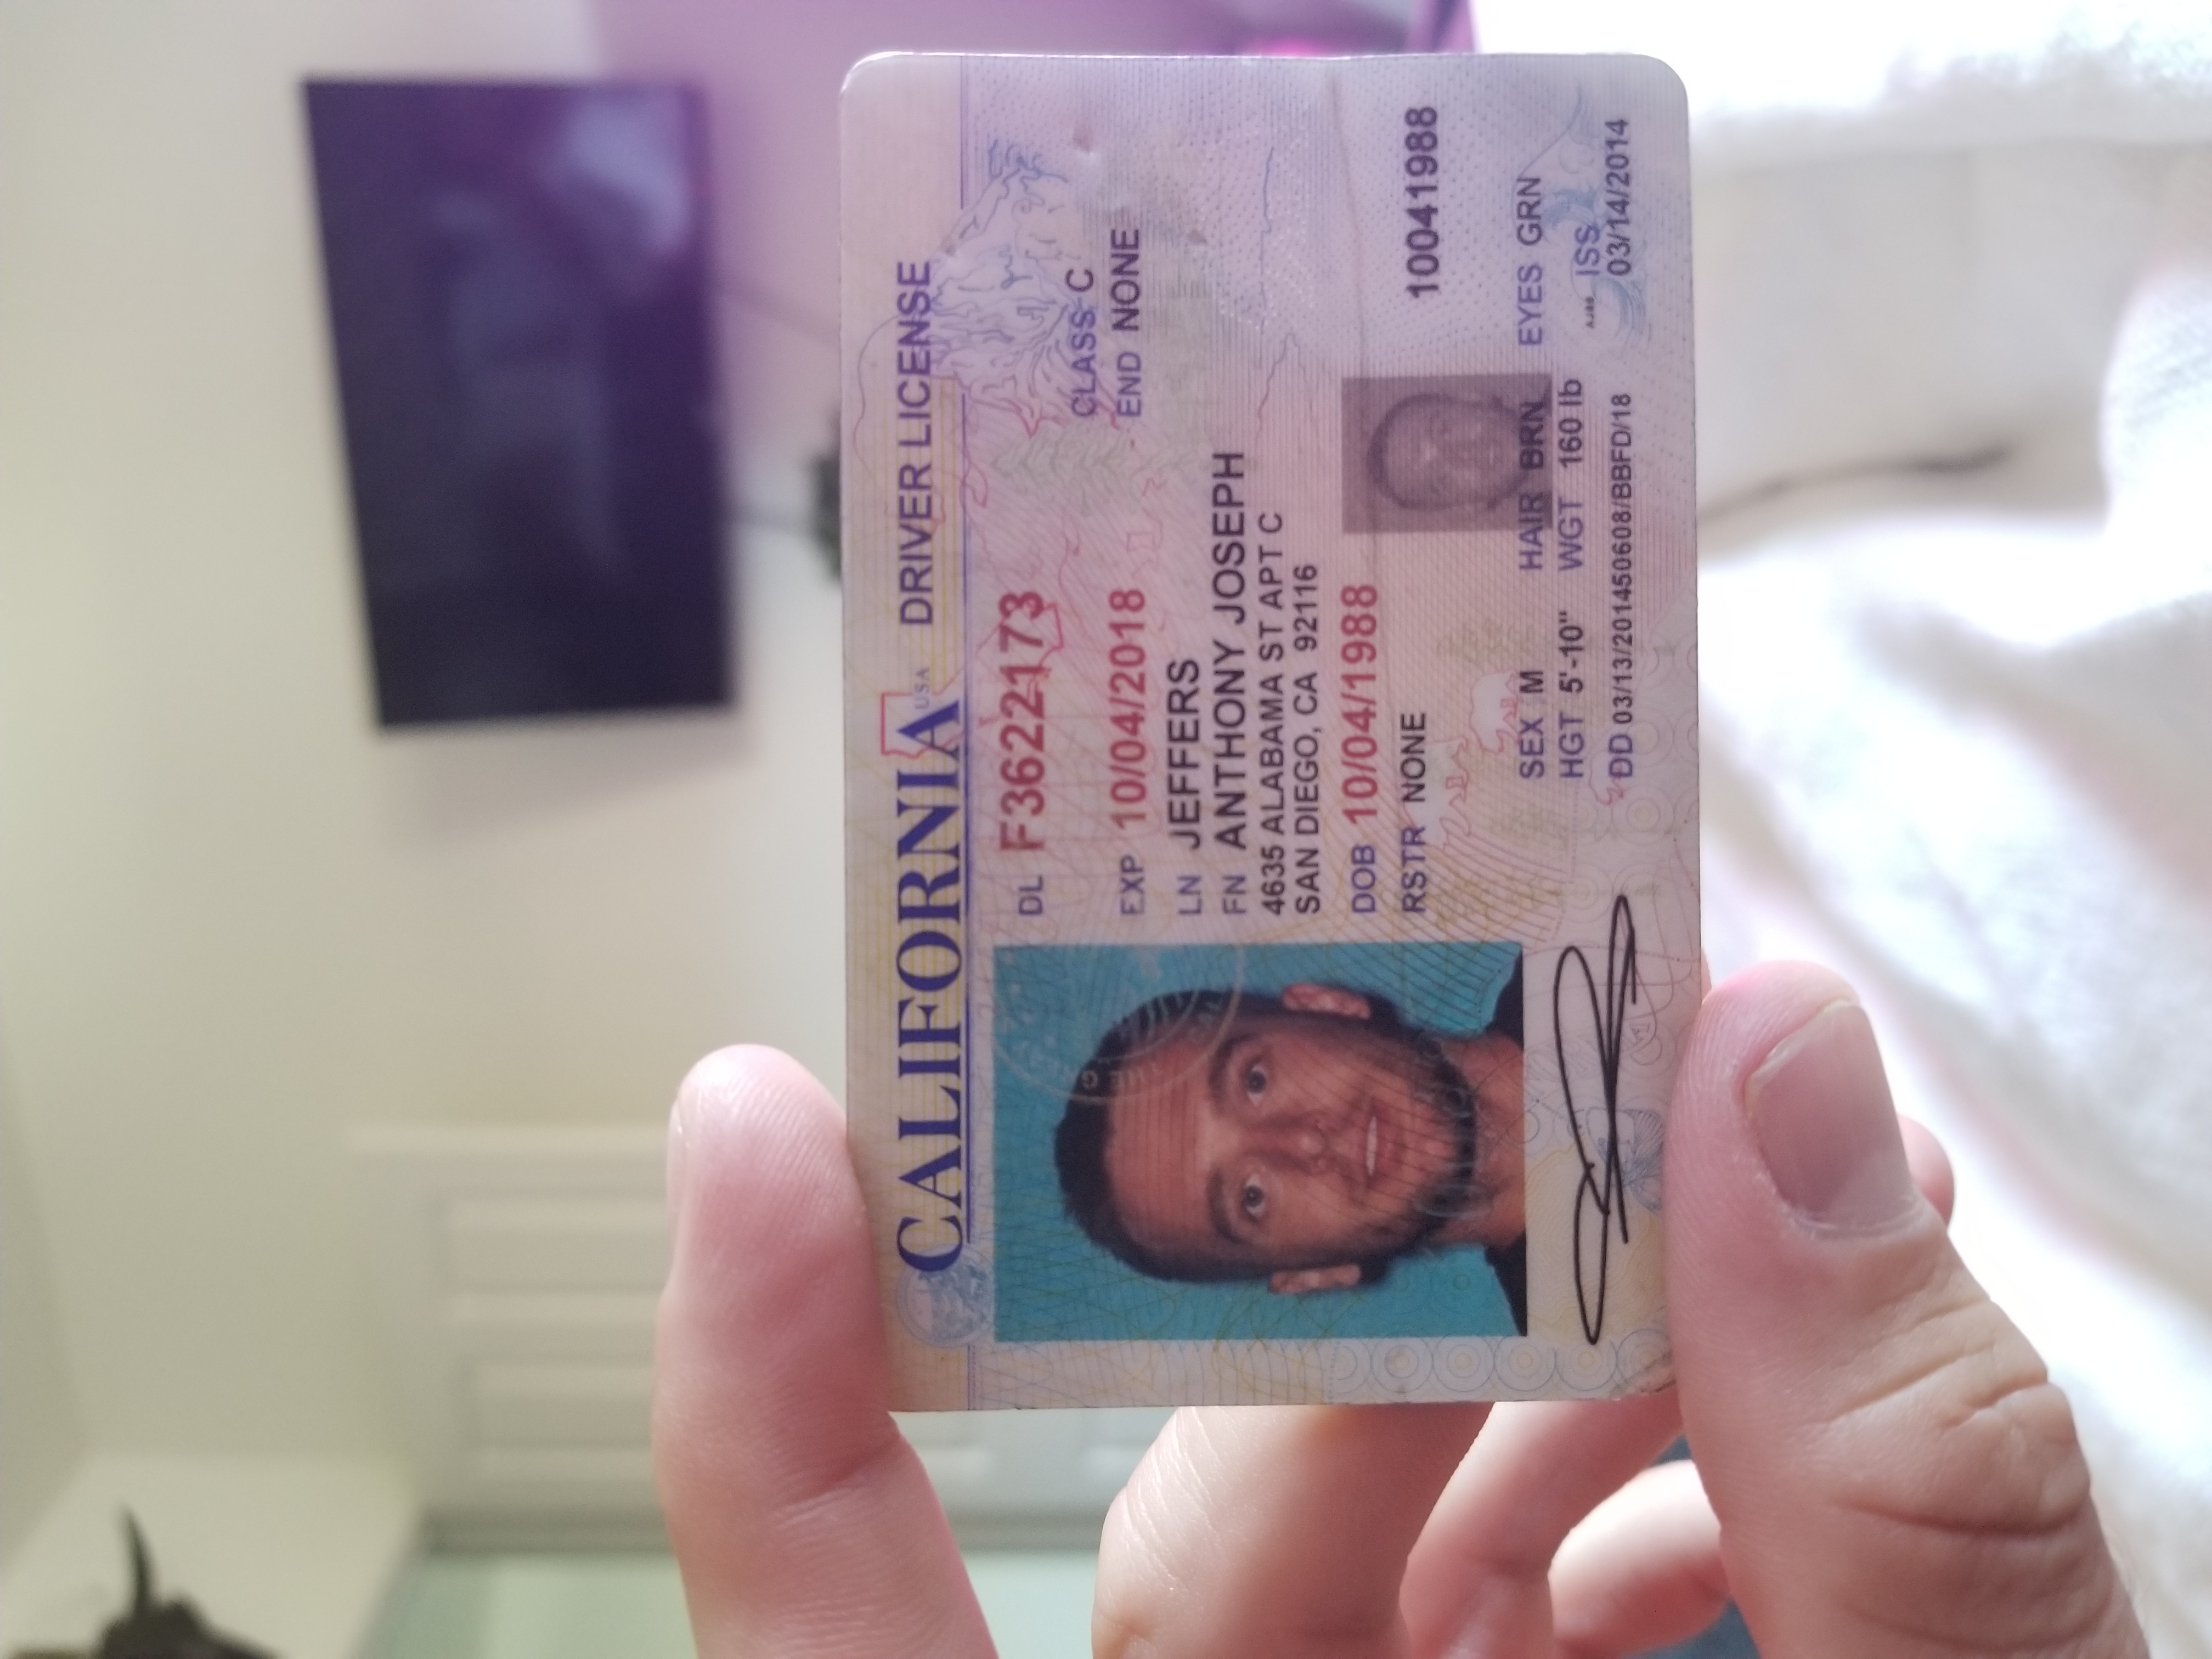 CALIFORNIA USA DRIVER LICENSE
DL F3622173
CLASS C
EXP 10/04/2018
END NONE
LN JEFFERS
FN ANTHONY JOSEPH
4635 ALABAMA ST APT C
SAN DIEGO, CA 92116
DOB 10/04/1988
RSTR NONE
10041988
SEX M HAIR BRN EYES GRN
HGT 5'-10" WGT 160 lb
ISS
DD 03/13/201450608/BBFD/18 03/14/2014